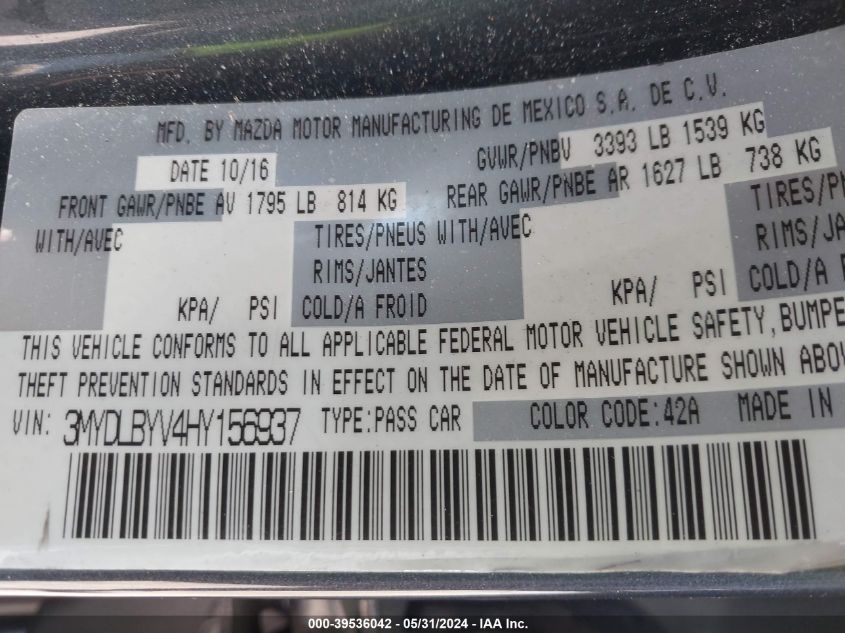 MFD. BY MAZDA MOTOR MANUFACTURING DE MEXICO S.A. DE C.V.
DATE 10/16 GVWR/PNBV 3393 LB 1539 KG
FRONT GAWR/PNBE AV 1795 LB 814 KG REAR GAWR/PNBE AR 1627 LB 738 KG
WITH/AVEC TIRES/PNEUS WITH/AVEC
RIMS/JANTES
KPA/ PSI COLD/A FROID KPA/ PSI COLD/A
THIS VEHICLE CONFORMS TO ALL APPLICABLE FEDERAL MOTOR VEHICLE SAFETY, BUMPE
THEFT PREVENTION STANDARDS IN EFFECT ON THE DATE OF MANUFACTURE SHOWN ABOV
VIN: 3MYDLBYV4HY156937 TYPE:PASS CAR COLOR CODE:42A MADE IN
000-39536042 - 05/31/2024 - IAA Inc.